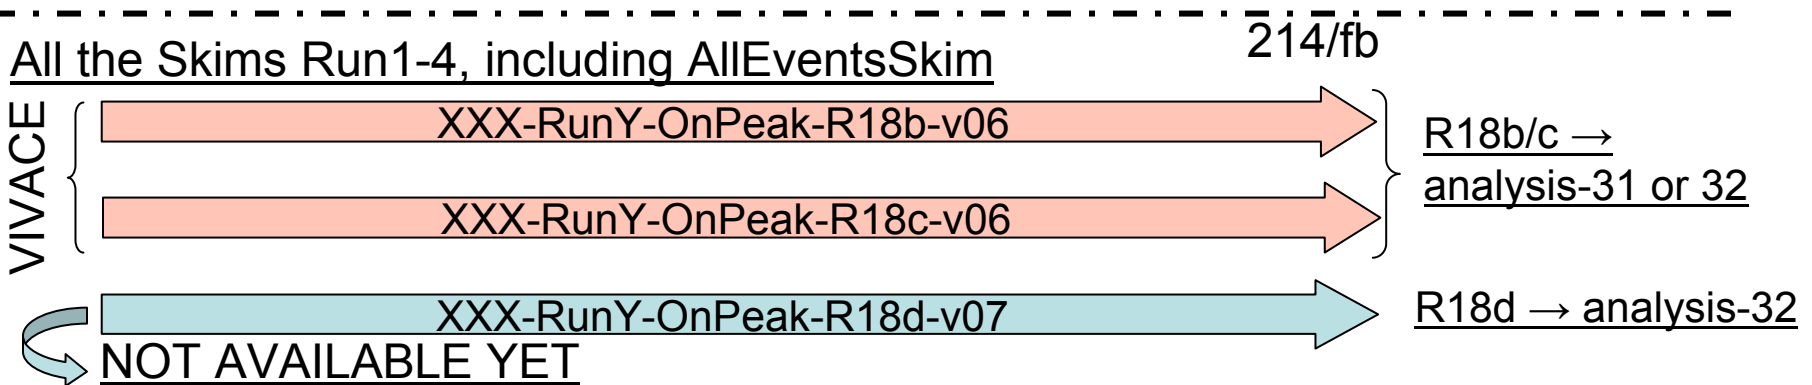 214/fb
All the Skims Run1-4, including AllEventsSkim
VIVACE
XXX-RunY-OnPeak-R18b-v06
XXX-RunY-OnPeak-R18c-v06
R18b/c →
analysis-31 or 32
XXX-RunY-OnPeak-R18d-v07
R18d → analysis-32
NOT AVAILABLE YET